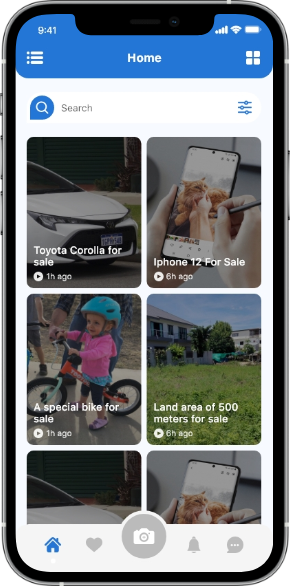 9:41
Home
Search
Toyota Corolla for
sale
1h ago
Iphone 12 For Sale
6h ago
A special bike for
sale
1h ago
Land area of 500
meters for sale
6h ago